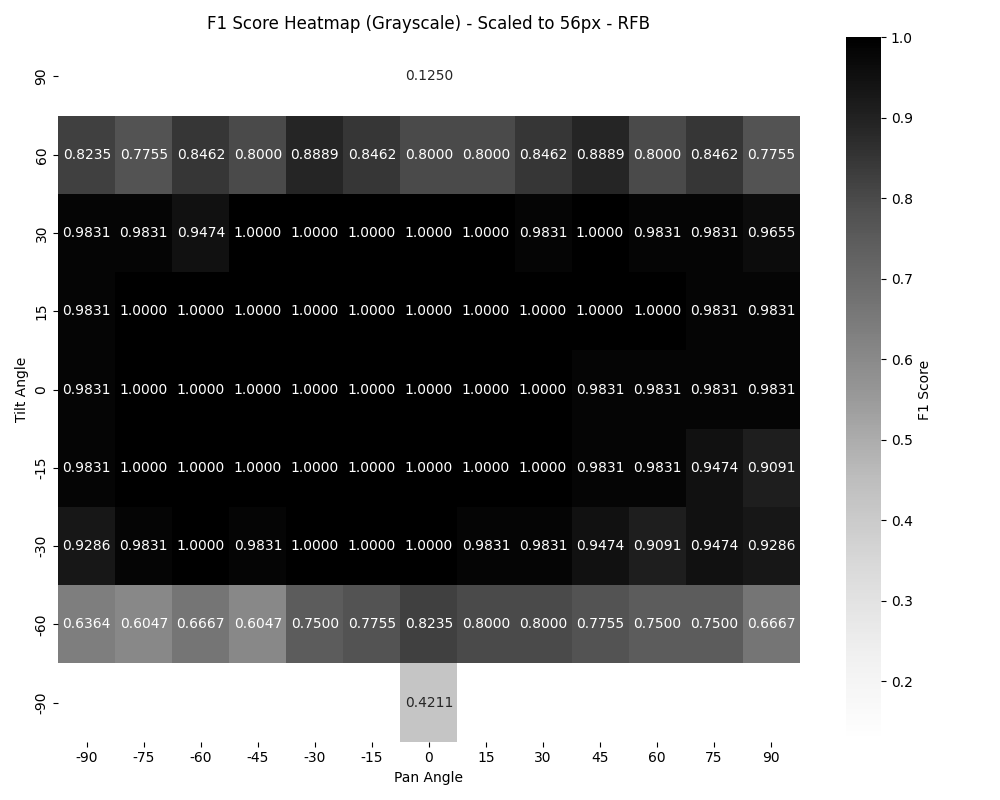 F1 Score Heatmap (Grayscale) - Scaled to 56px - RFB
90 0.1250
60 0.8235 0.7755 0.8462 0.8000 0.8889 0.8462 0.8000 0.8000 0.8462 0.8889 0.8000 0.8462 0.7755
30 0.9831 0.9831 0.9474 1.0000 1.0000 1.0000 1.0000 1.0000 0.9831 1.0000 0.9831 0.9831 0.9655
15 0.9831 1.0000 1.0000 1.0000 1.0000 1.0000 1.0000 1.0000 1.0000 1.0000 1.0000 0.9831 0.9831
0 0.9831 1.0000 1.0000 1.0000 1.0000 1.0000 1.0000 1.0000 1.0000 0.9831 0.9831 0.9831 0.9831
-15 0.9831 1.0000 1.0000 1.0000 1.0000 1.0000 1.0000 1.0000 1.0000 0.9831 0.9831 0.9474 0.9091
-30 0.9286 0.9831 1.0000 0.9831 1.0000 1.0000 1.0000 0.9831 0.9831 0.9474 0.9091 0.9474 0.9286
-60 0.6364 0.6047 0.6667 0.6047 0.7500 0.7755 0.8235 0.8000 0.8000 0.7755 0.7500 0.7500 0.6667
-90 0.4211
-90 -75 -60 -45 -30 -15 0 15 30 45 60 75 90
Pan Angle
Tilt Angle
1.0
0.9
0.8
0.7
0.6
0.5
0.4
0.3
0.2
F1 Score